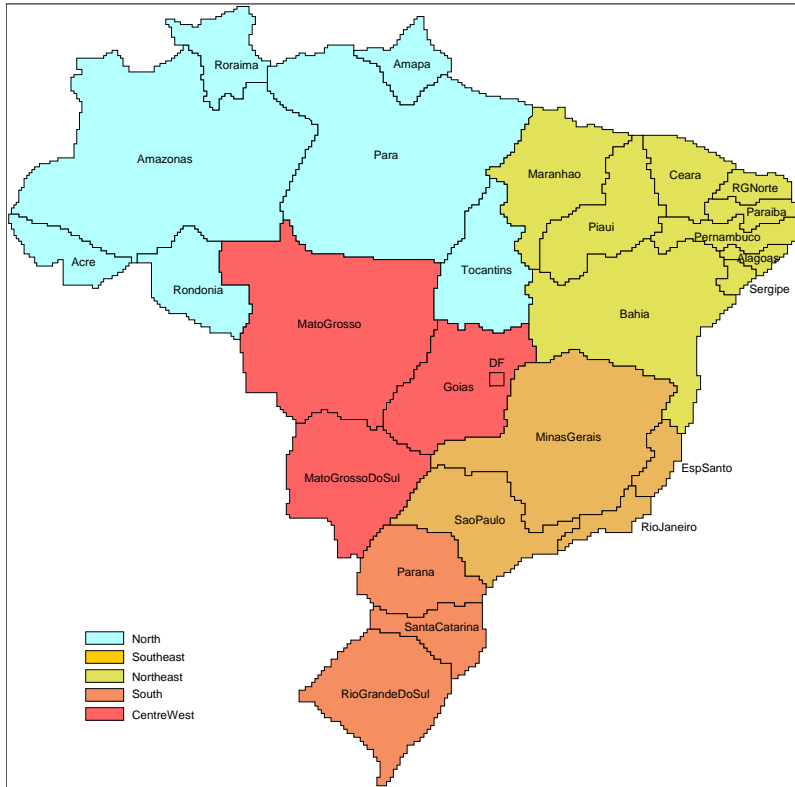 Roraima
Amapa
Amazonas
Para
Maranhao
Ceara
RGNorte
Paraiba
Piaui
Pernambuco
Alagoas
Acre
Rondonia
Tocantins
Sergipe
MatoGrosso
Bahia
DF
Goias
MinasGerais
EspSanto
MatoGrossoDoSul
SaoPaulo
RioJaneiro
Parana
SantaCatarina
RioGrandeDoSul
North
Southeast
Northeast
South
CentreWest